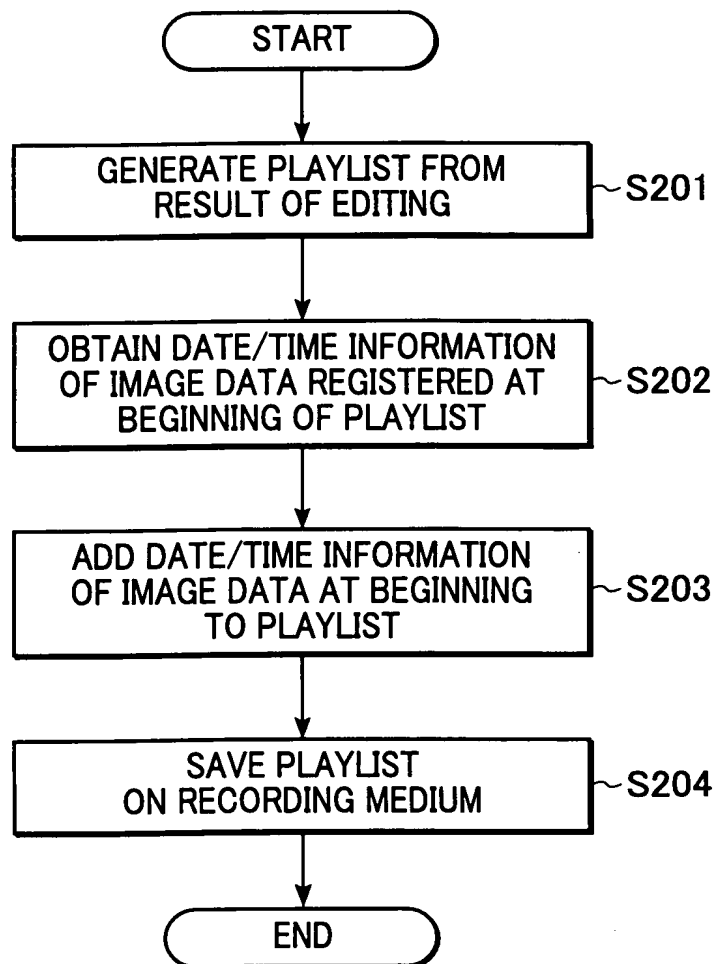 START
GENERATE PLAYLIST FROM
RESULT OF EDITING
~S201
OBTAIN DATE/TIME INFORMATION
OF IMAGE DATA REGISTERED AT
BEGINNING OF PLAYLIST
~S202
ADD DATE/TIME INFORMATION
OF IMAGE DATA AT BEGINNING
TO PLAYLIST
~S203
SAVE PLAYLIST
ON RECORDING MEDIUM
~S204
END